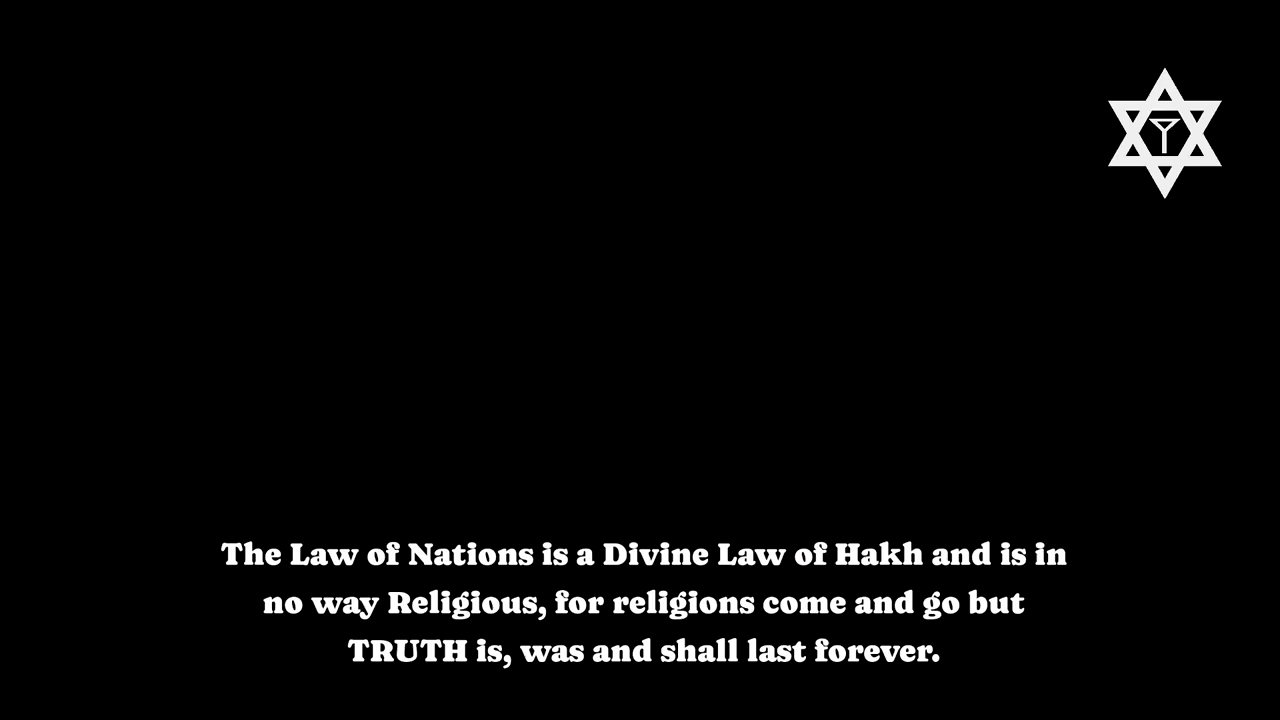 The Law of Nations is a Divine Law of Hakh and is in
no way Religious, for religions come and go but
TRUTH is, was and shall last forever.